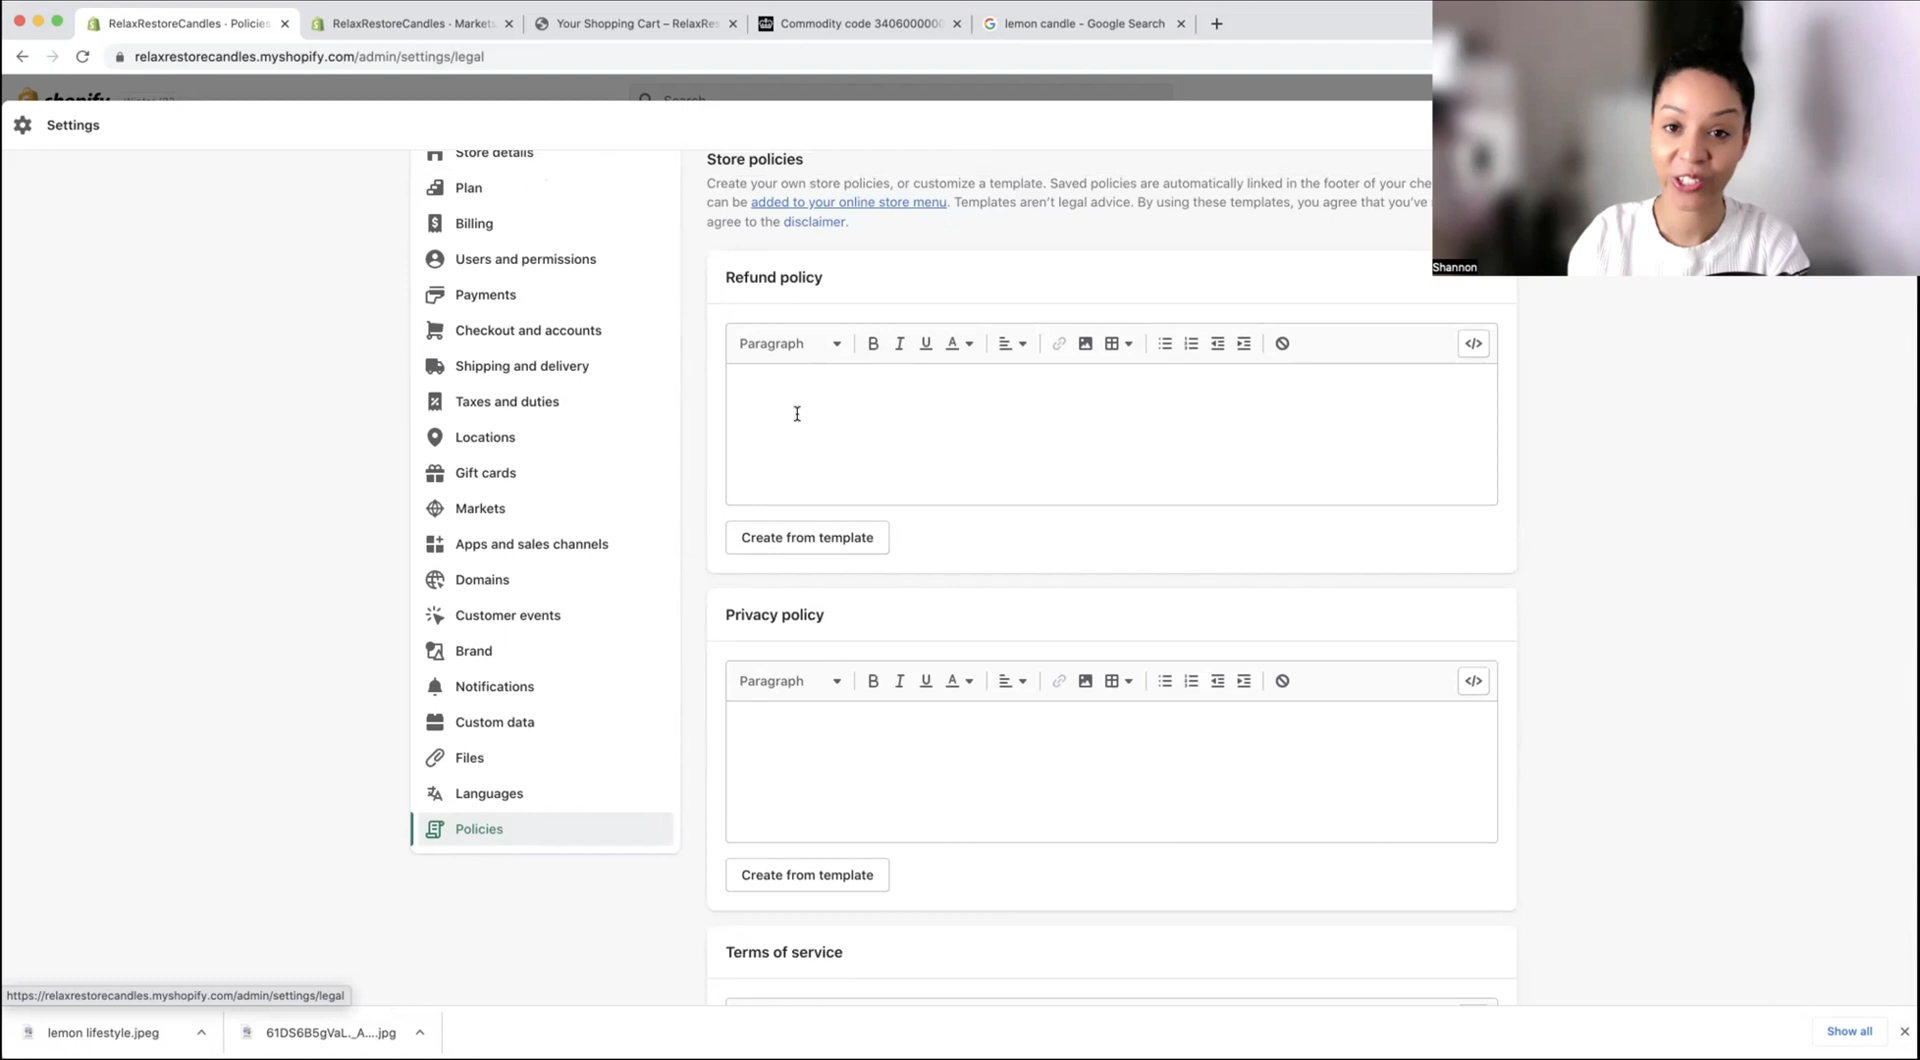 RelaxRestoreCandles · Policies
RelaxRestoreCandles · Market
Your Shopping Cart – RelaxRes
Commodity code 3406000000
lemon candle - Google Search
relaxrestorecandles.myshopify.com/admin/settings/legal
shopify
Search
Settings
Store details
Plan
Billing
Users and permissions
Payments
Checkout and accounts
Shipping and delivery
Taxes and duties
Locations
Gift cards
Markets
Apps and sales channels
Domains
Customer events
Brand
Notifications
Custom data
Files
Languages
Policies
Store policies
Create your own store policies, or customize a template. Saved policies are automatically linked in the footer of your che
can be added to your online store menu. Templates aren't legal advice. By using these templates, you agree that you've
agree to the disclaimer.
Refund policy
Paragraph B I U A </>
Create from template
Privacy policy
Paragraph B I U A </>
Create from template
Terms of service
Shannon
https://relaxrestorecandles.myshopify.com/admin/settings/legal
lemon lifestyle.jpeg
61DS6B5gVaL._A....jpg
Show all